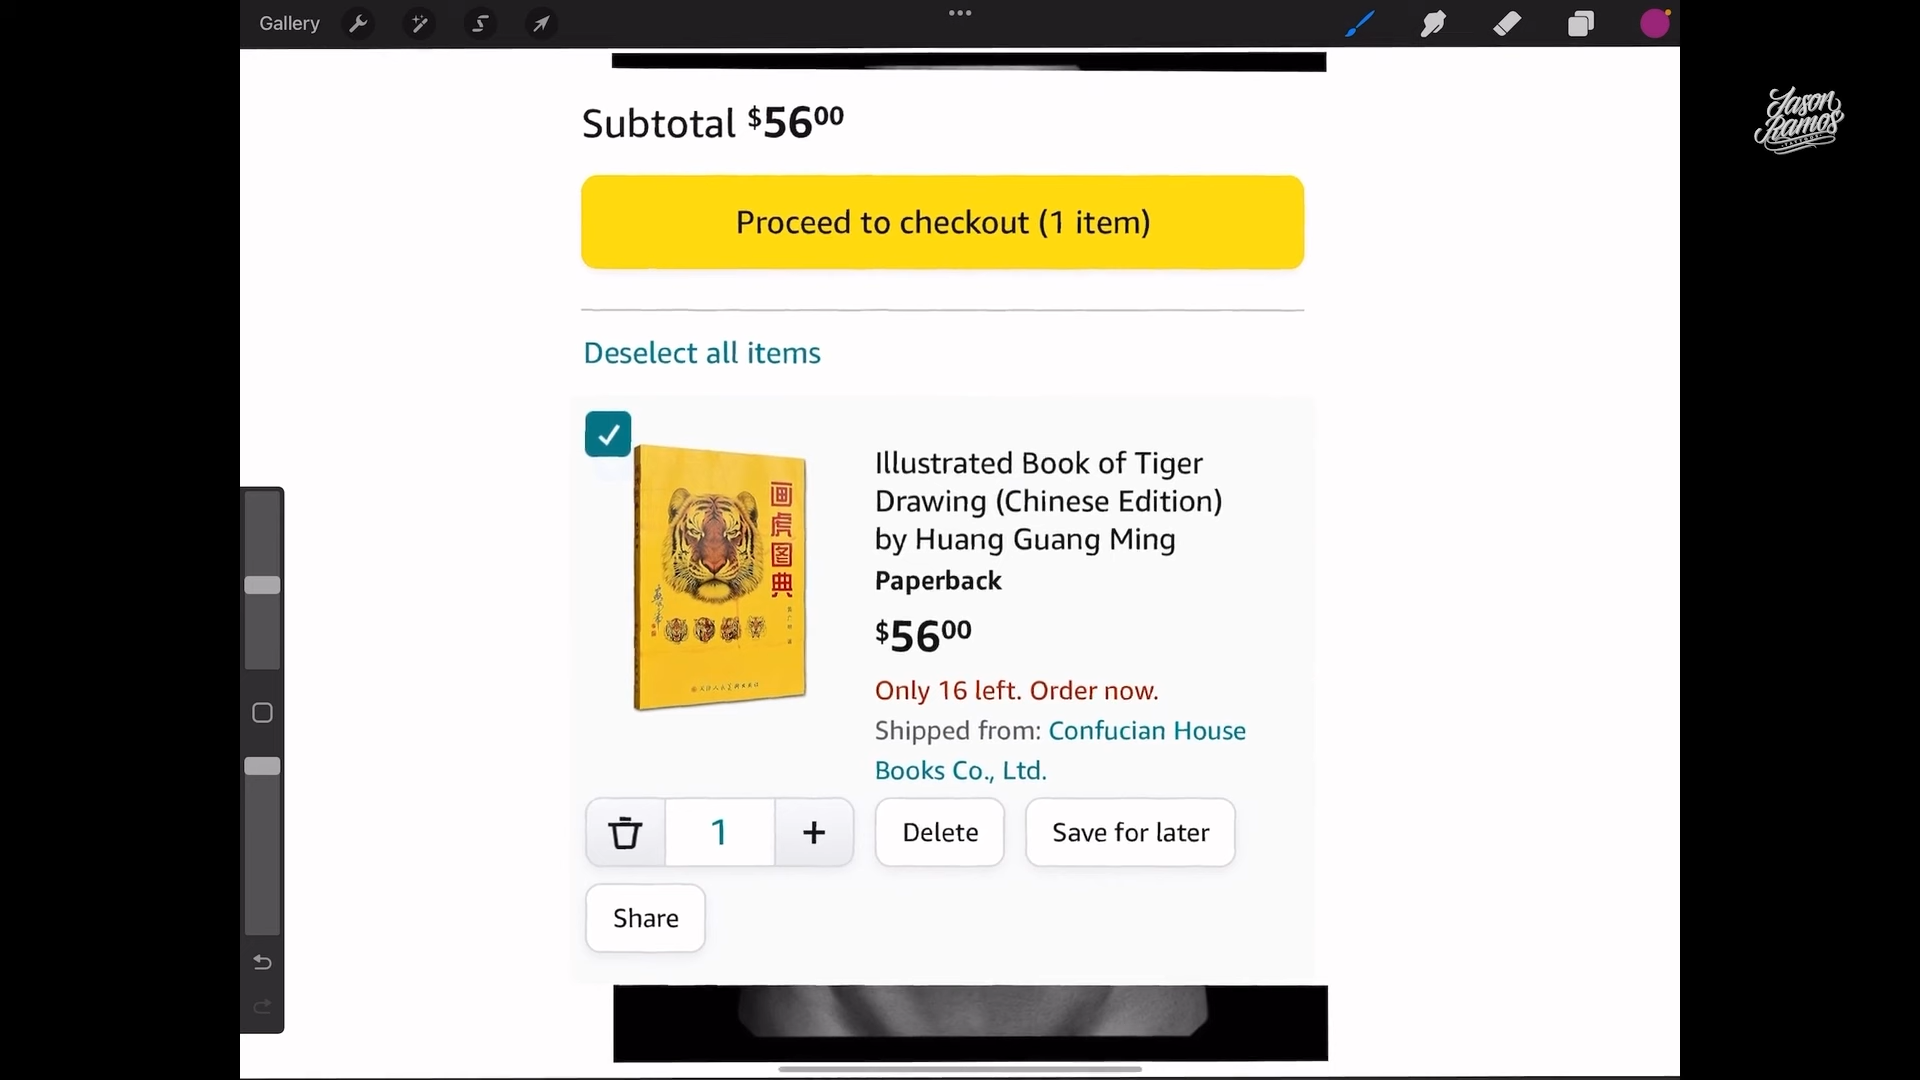 Gallery
Jason
Ramos
Subtotal $56⁰⁰
Proceed to checkout (1 item)
Deselect all items
画虎图典
Illustrated Book of Tiger
Drawing (Chinese Edition)
by Huang Guang Ming
Paperback
$56⁰⁰
Only 16 left. Order now.
Shipped from: Confucian House
Books Co., Ltd.
1
Delete
Save for later
Share